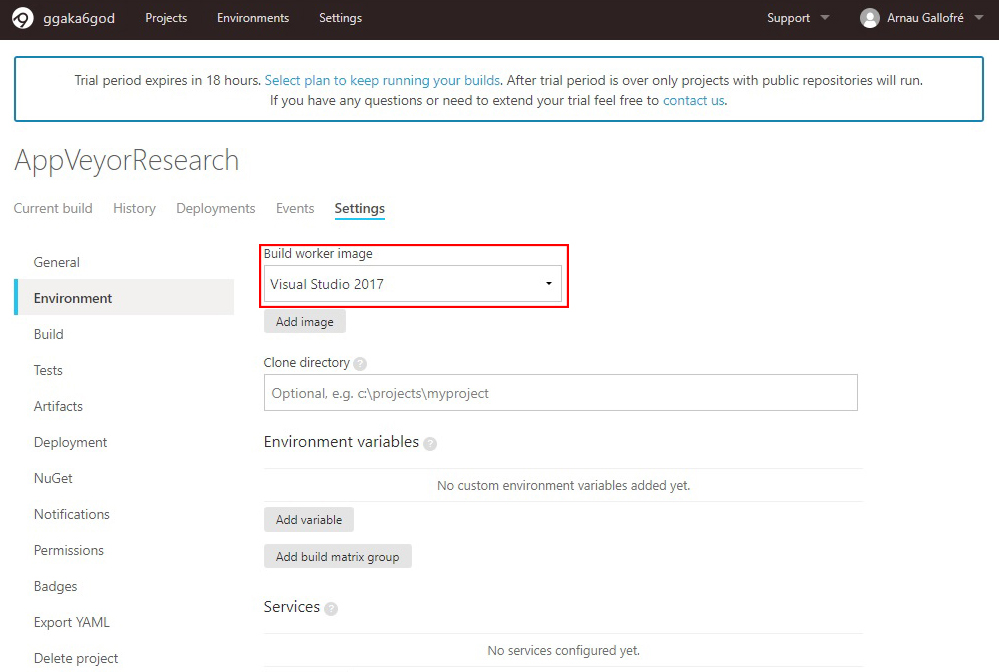 ggaka6god Projects Environments Settings Support Arnau Gallofré
Trial period expires in 18 hours. Select plan to keep running your builds. After trial period is over only projects with public repositories will run.
If you have any questions or need to extend your trial feel free to contact us.
AppVeyorResearch
Current build History Deployments Events Settings
General
Environment
Build
Tests
Artifacts
Deployment
NuGet
Notifications
Permissions
Badges
Export YAML
Delete project
Build worker image
Visual Studio 2017
Add image
Clone directory ?
Optional, e.g. c:\projects\myproject
Environment variables ?
No custom environment variables added yet.
Add variable
Add build matrix group
Services ?
No services configured yet.